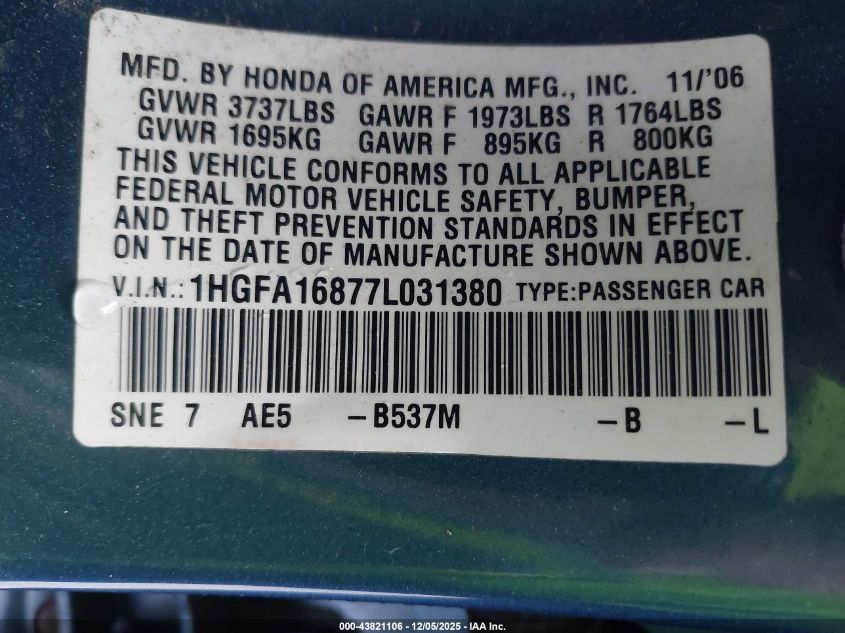 MFD. BY HONDA OF AMERICA MFG., INC. 11/'06
GVWR 3737LBS GAWR F 1973LBS R 1764LBS
GVWR 1695KG GAWR F 895KG R 800KG
THIS VEHICLE CONFORMS TO ALL APPLICABLE
FEDERAL MOTOR VEHICLE SAFETY, BUMPER,
AND THEFT PREVENTION STANDARDS IN EFFECT
ON THE DATE OF MANUFACTURE SHOWN ABOVE.
V.I.N.: 1HGFA16877L031380 TYPE:PASSENGER CAR
SNE 7 AE5 -B537M -B -L
000-43821106 - 12/05/2025 - IAA Inc.